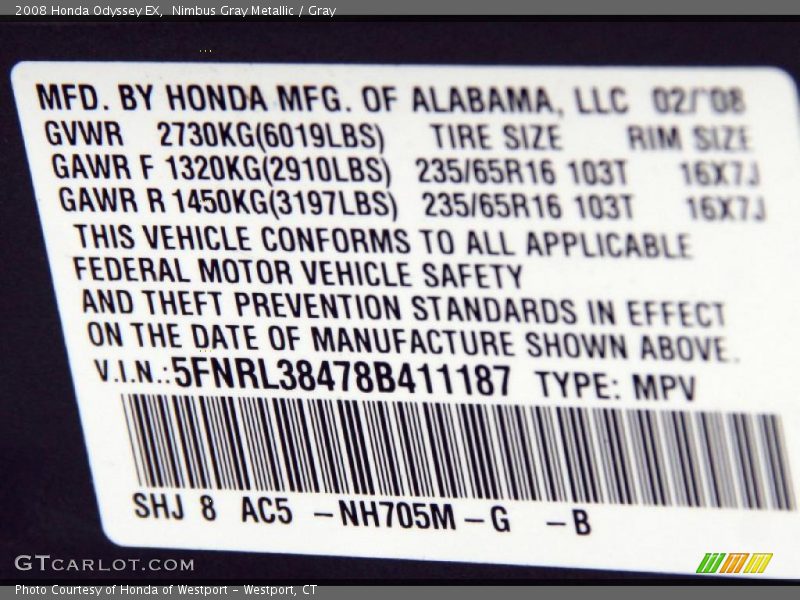 2008 Honda Odyssey EX, Nimbus Gray Metallic / Gray
MFD. BY HONDA MFG. OF ALABAMA, LLC 02/'08
GVWR 2730KG(6019LBS) TIRE SIZE RIM SIZE
GAWR F 1320KG(2910LBS) 235/65R16 103T 16X7J
GAWR R 1450KG(3197LBS) 235/65R16 103T 16X7J
THIS VEHICLE CONFORMS TO ALL APPLICABLE
FEDERAL MOTOR VEHICLE SAFETY
AND THEFT PREVENTION STANDARDS IN EFFECT
ON THE DATE OF MANUFACTURE SHOWN ABOVE.
V.I.N.:5FNRL38478B411187 TYPE: MPV
SHJ 8 AC5 -NH705M-G -B
GTCARLOT.COM
Photo Courtesy of Honda of Westport - Westport, CT